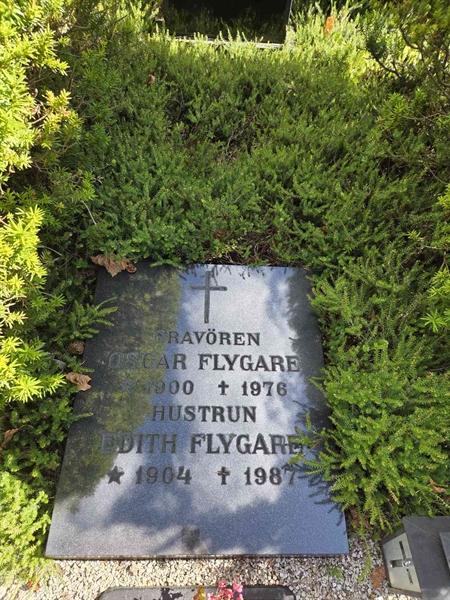 GRAVÖREN
OSCAR FLYGARE
★ 1900 ✝ 1976
HUSTRUN
EDITH FLYGARE
★ 1904 ✝ 1987